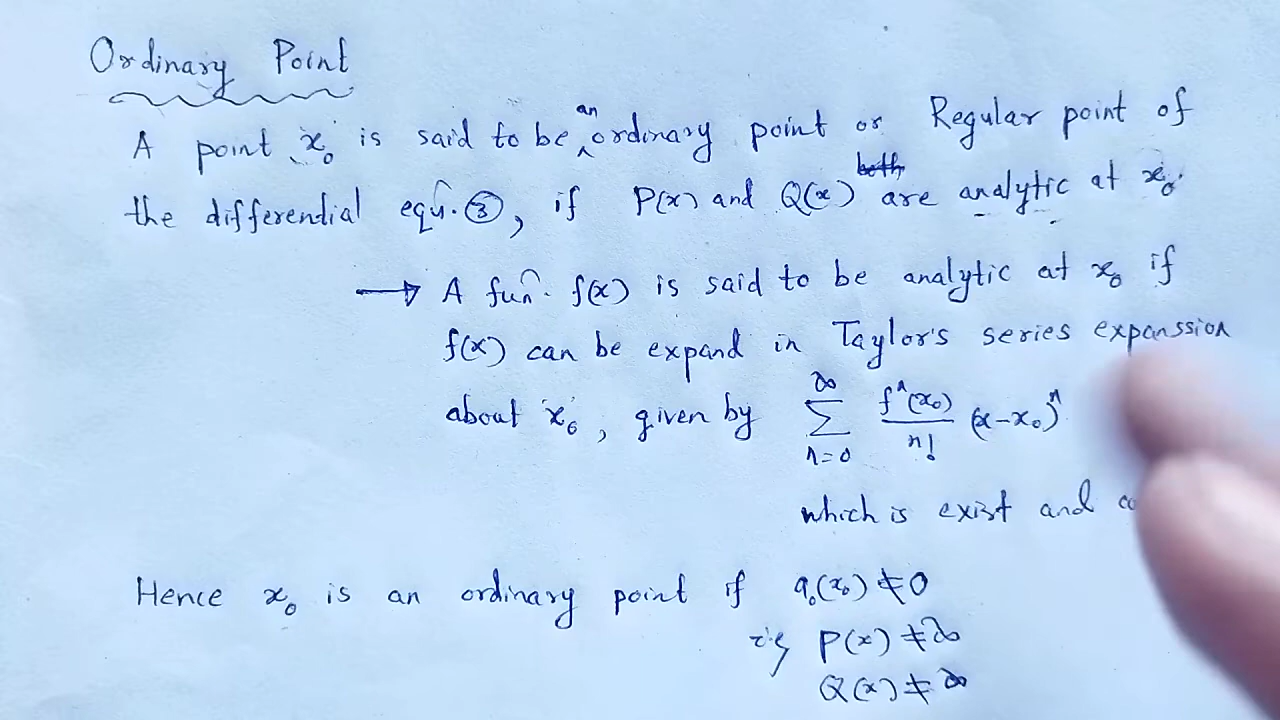 Ordinary Point
A point x₀ is said to be an ordinary point or Regular point of
the differential equn. ③, if P(x) and Q(x) are analytic at x₀.
→ A fun. f(x) is said to be analytic at x₀ if
f(x) can be expand in Taylor's series expanssion
about x₀, given by ∑_{n=0}^{∞} fⁿ(x₀)/n! (x-x₀)ⁿ
which is exist and
Hence x₀ is an ordinary point if a₀(x₀) ≠ 0
P(x) ≠ ∞
Q(x) ≠ ∞